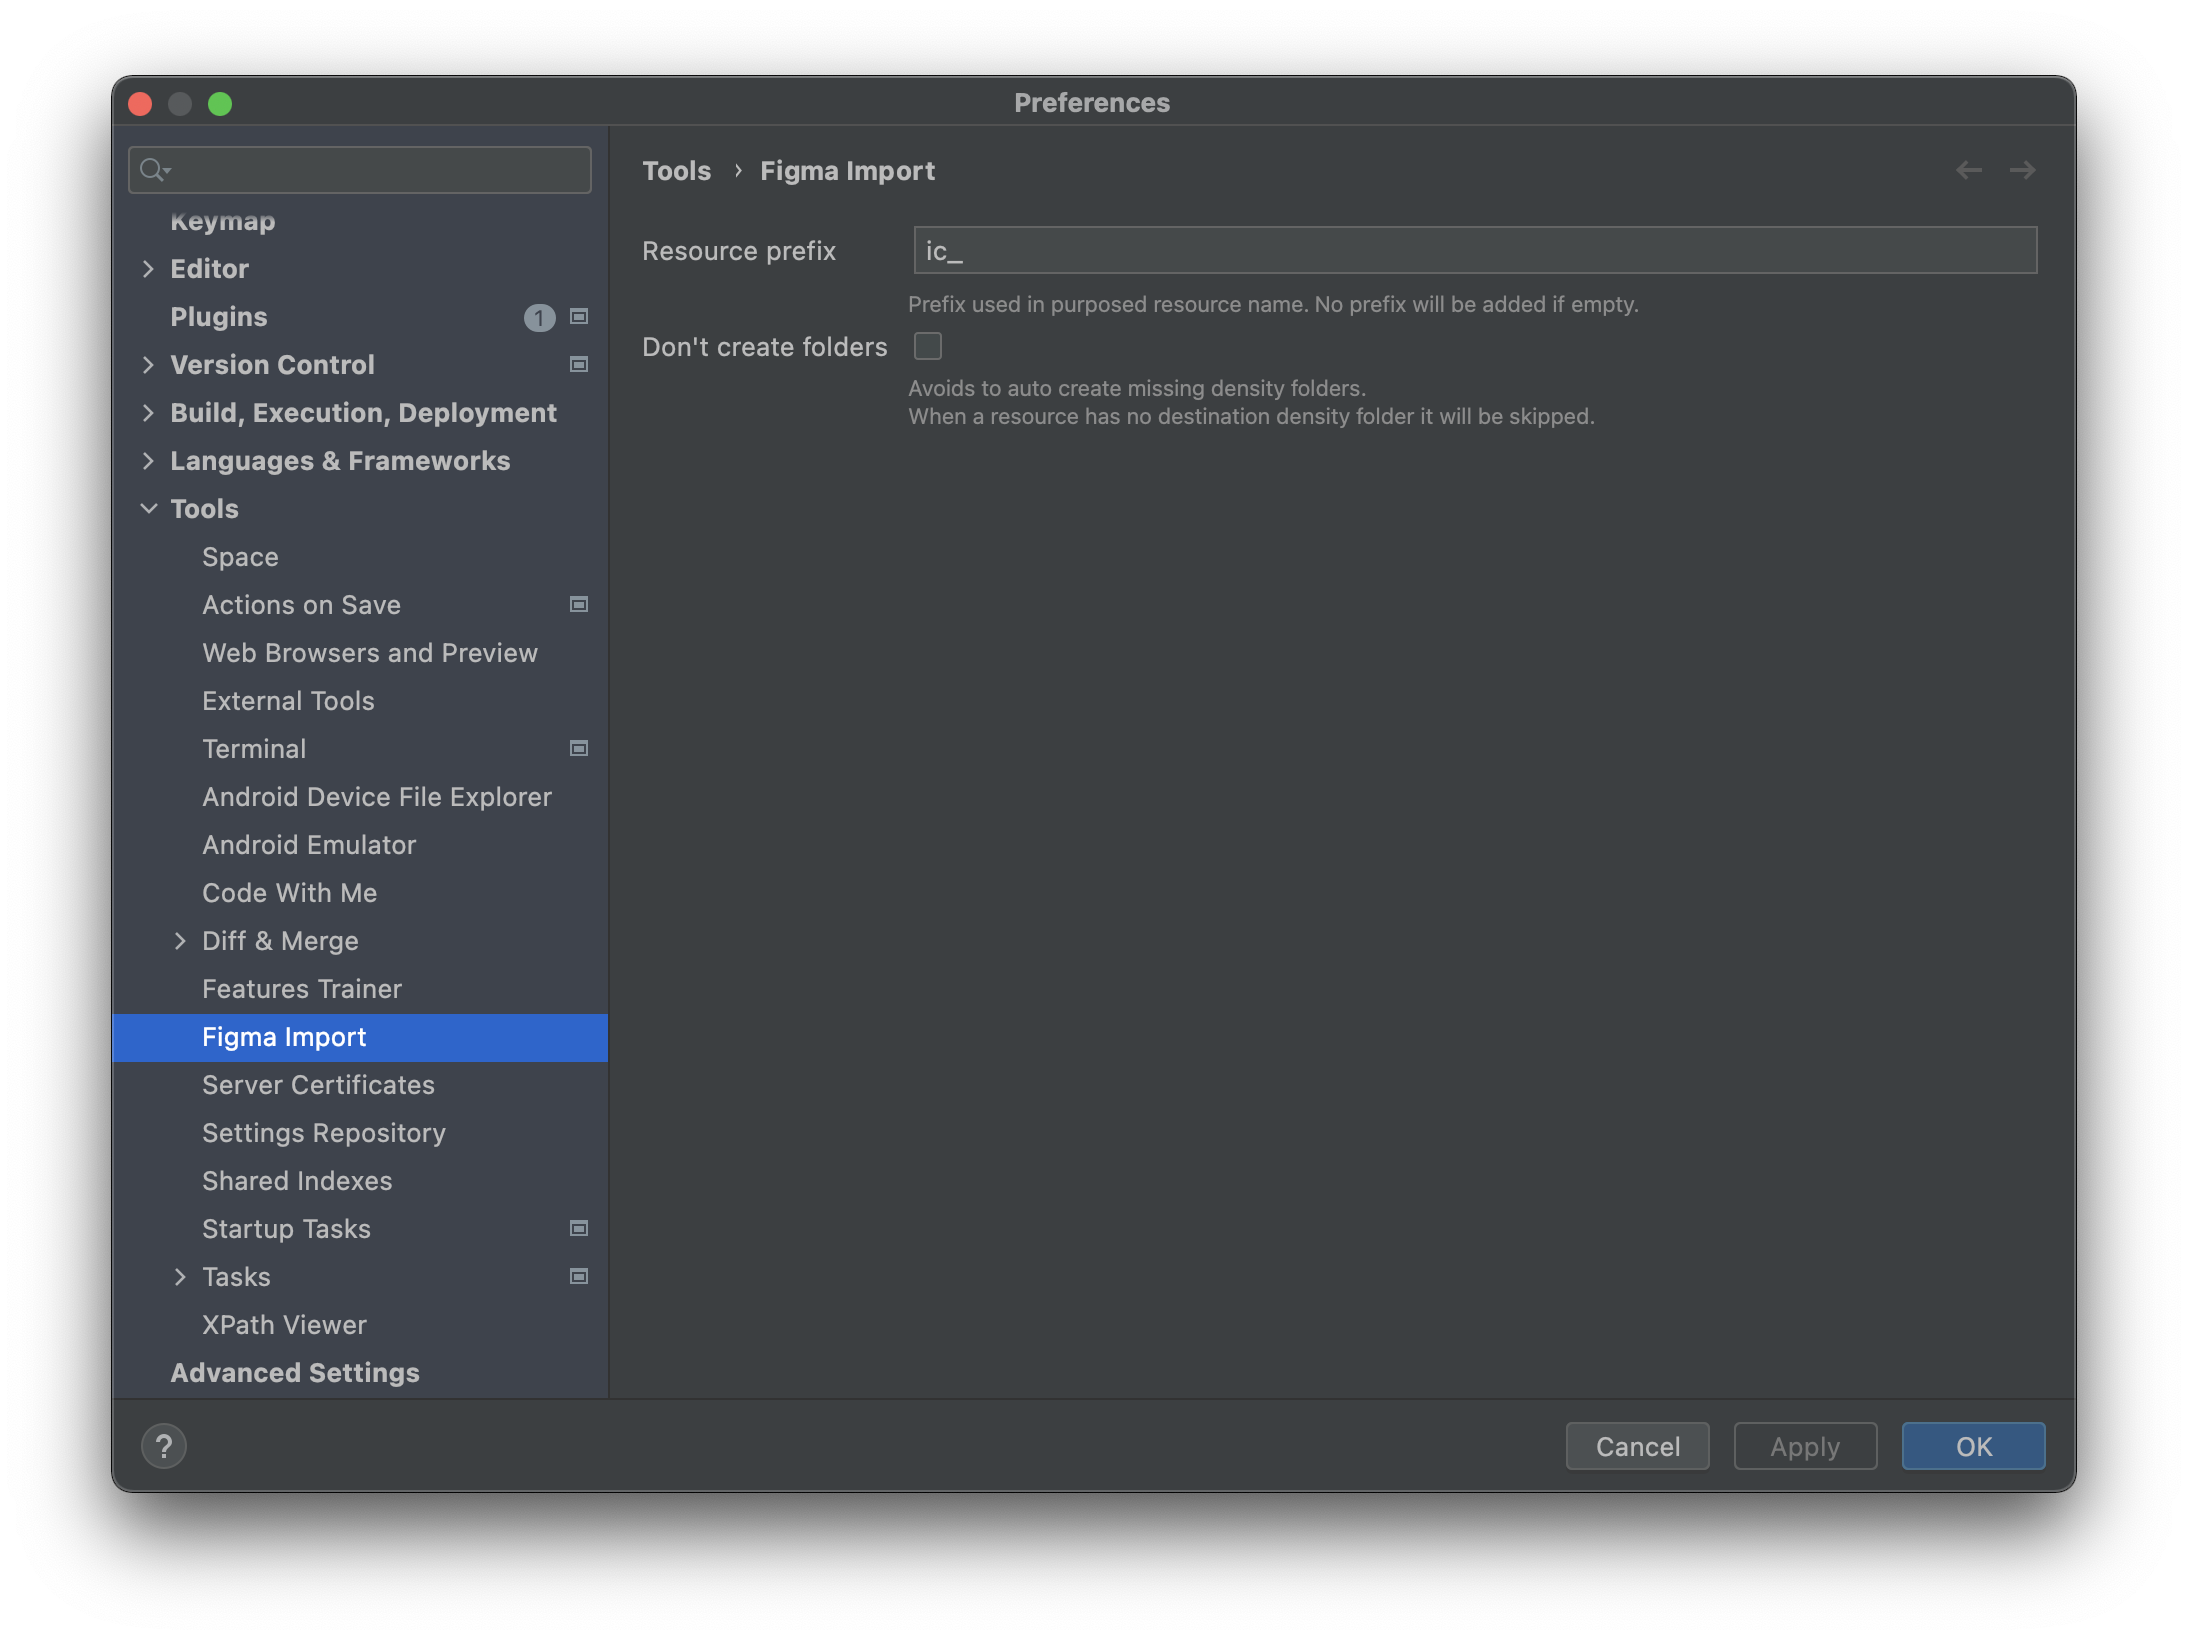 Preferences
Keymap
Editor
Plugins 1
Version Control
Build, Execution, Deployment
Languages & Frameworks
Tools
Space
Actions on Save
Web Browsers and Preview
External Tools
Terminal
Android Device File Explorer
Android Emulator
Code With Me
Diff & Merge
Features Trainer
Figma Import
Server Certificates
Settings Repository
Shared Indexes
Startup Tasks
Tasks
XPath Viewer
Advanced Settings
Tools › Figma Import
Resource prefix ic_
Prefix used in purposed resource name. No prefix will be added if empty.
Don't create folders
Avoids to auto create missing density folders.
When a resource has no destination density folder it will be skipped.
? Cancel Apply OK